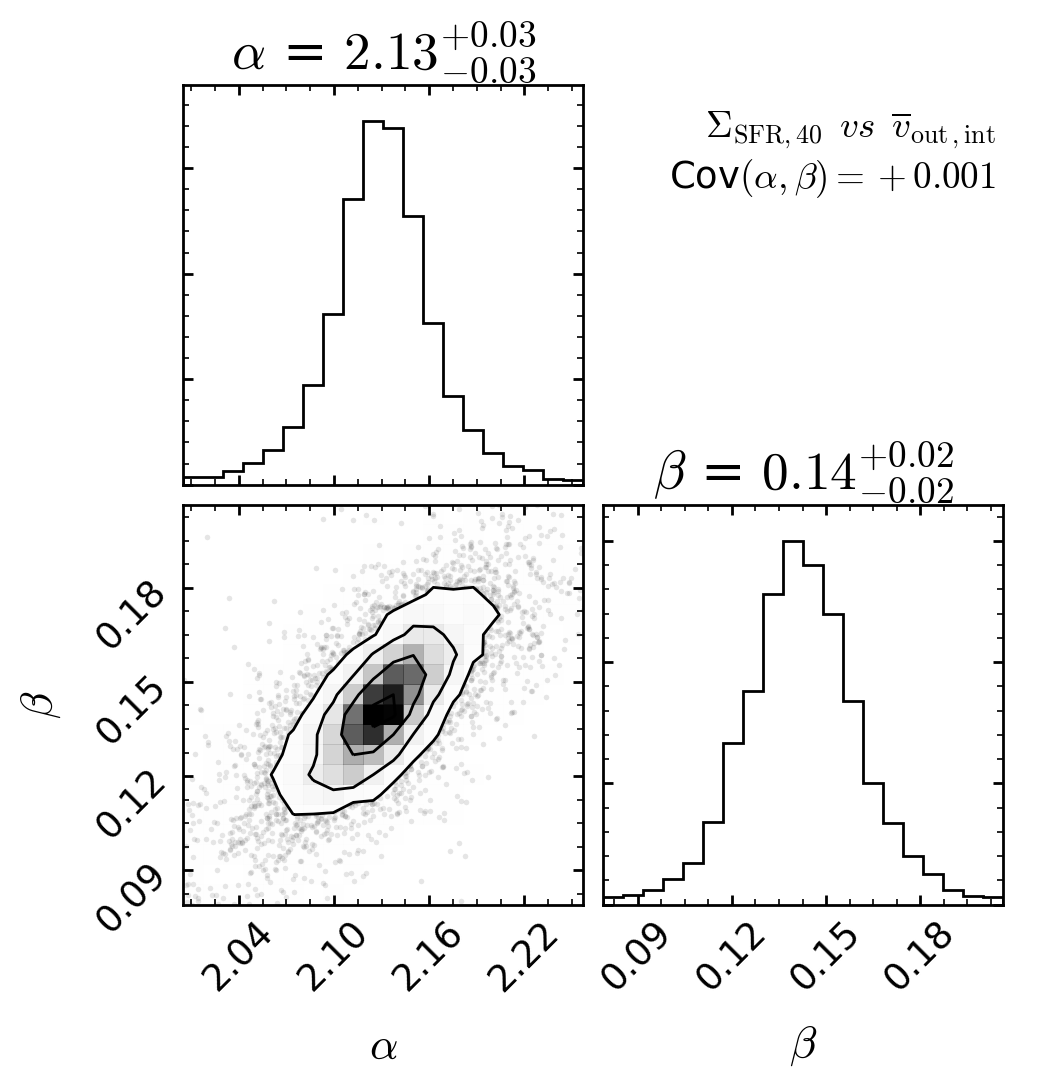 α = 2.13 +0.03 −0.03
Σ SFR, 40 vs v̅ out, int
Cov(α, β) = +0.001
β = 0.14 +0.02 −0.02
β
0.18
0.15
0.12
0.09
2.04 2.10 2.16 2.22
0.09 0.12 0.15 0.18
α
β